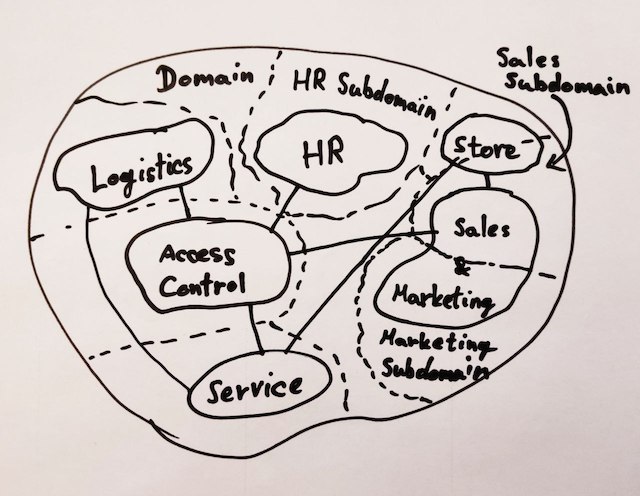 Sales
Subdomain
Domain
HR Subdomain
Logistics
HR
Store
Access
Control
Sales
&
Marketing
Marketing
Subdomain
Service